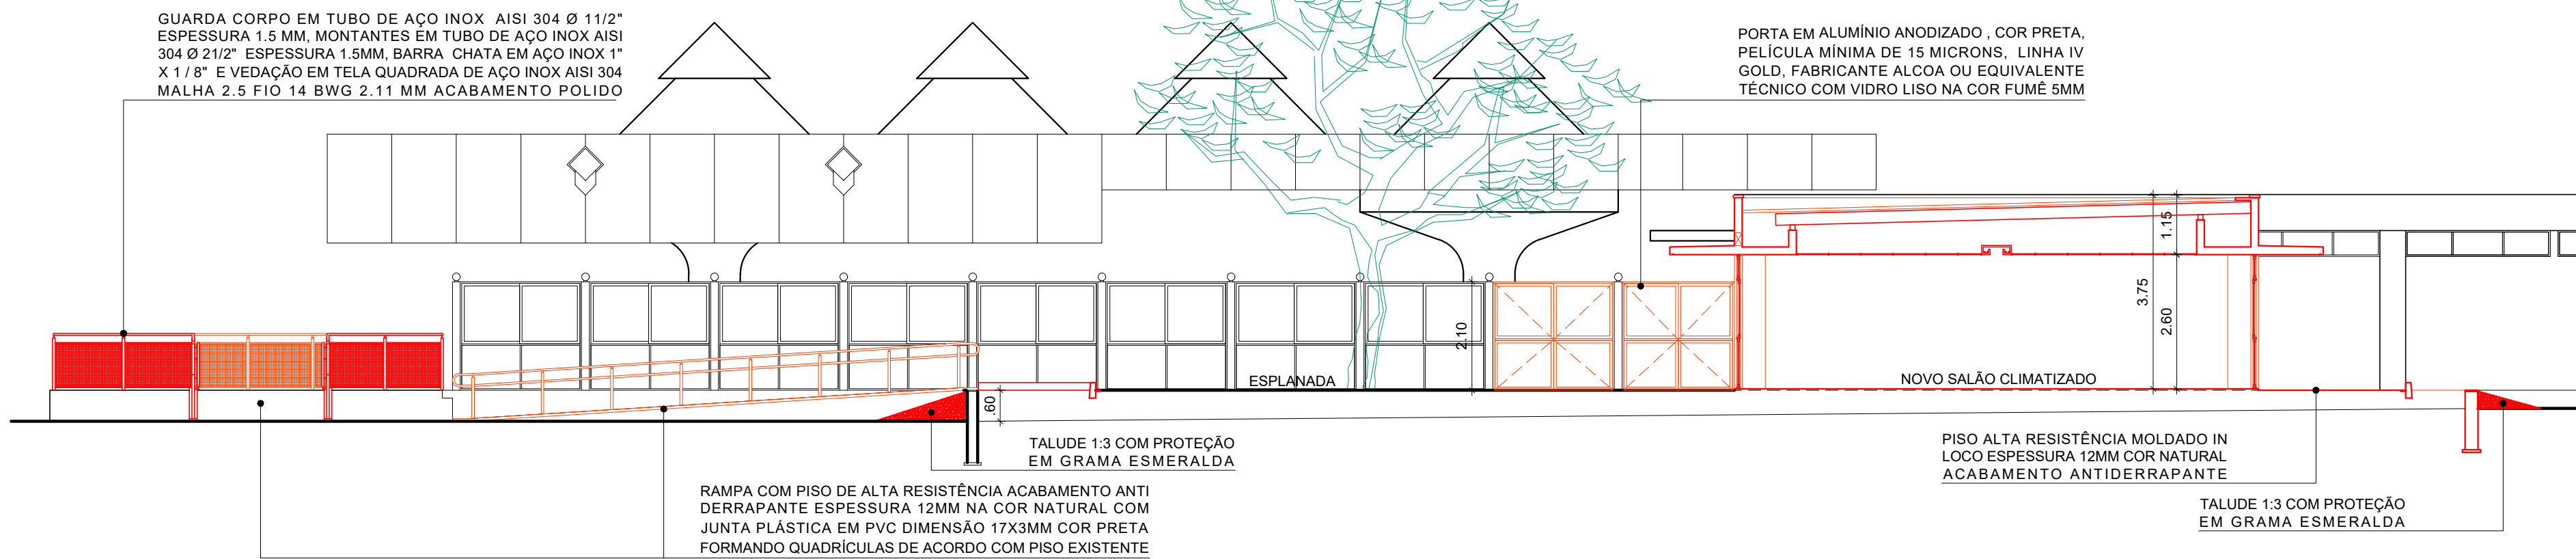 GUARDA CORPO EM TUBO DE AÇO INOX AISI 304 Ø 11/2"
ESPESSURA 1.5 MM, MONTANTES EM TUBO DE AÇO INOX AISI
304 Ø 21/2" ESPESSURA 1.5MM, BARRA CHATA EM AÇO INOX 1"
X 1 / 8" E VEDAÇÃO EM TELA QUADRADA DE AÇO INOX AISI 304
MALHA 2.5 FIO 14 BWG 2.11 MM ACABAMENTO POLIDO
PORTA EM ALUMÍNIO ANODIZADO , COR PRETA,
PELÍCULA MÍNIMA DE 15 MICRONS, LINHA IV
GOLD, FABRICANTE ALCOA OU EQUIVALENTE
TÉCNICO COM VIDRO LISO NA COR FUMÊ 5MM
1.15
3.75
2.60
2.10
ESPLANADA
NOVO SALÃO CLIMATIZADO
.60
TALUDE 1:3 COM PROTEÇÃO
EM GRAMA ESMERALDA
PISO ALTA RESISTÊNCIA MOLDADO IN
LOCO ESPESSURA 12MM COR NATURAL
ACABAMENTO ANTIDERRAPANTE
RAMPA COM PISO DE ALTA RESISTÊNCIA ACABAMENTO ANTI
DERRAPANTE ESPESSURA 12MM NA COR NATURAL COM
JUNTA PLÁSTICA EM PVC DIMENSÃO 17X3MM COR PRETA
FORMANDO QUADRÍCULAS DE ACORDO COM PISO EXISTENTE
TALUDE 1:3 COM PROTEÇÃO
EM GRAMA ESMERALDA